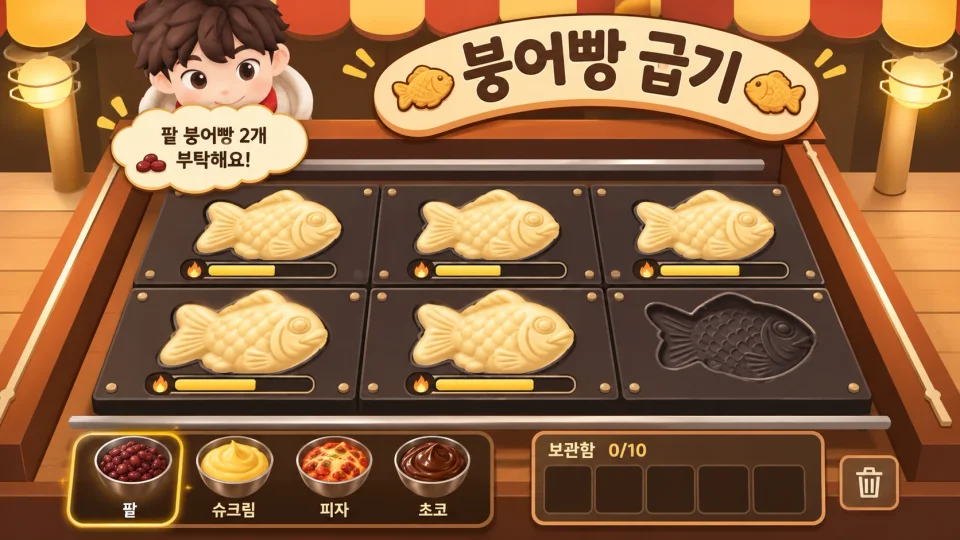 붕어빵 굽기
팥 붕어빵 2개
부탁해요!
팥
슈크림
피자
초코
보관함 0/10